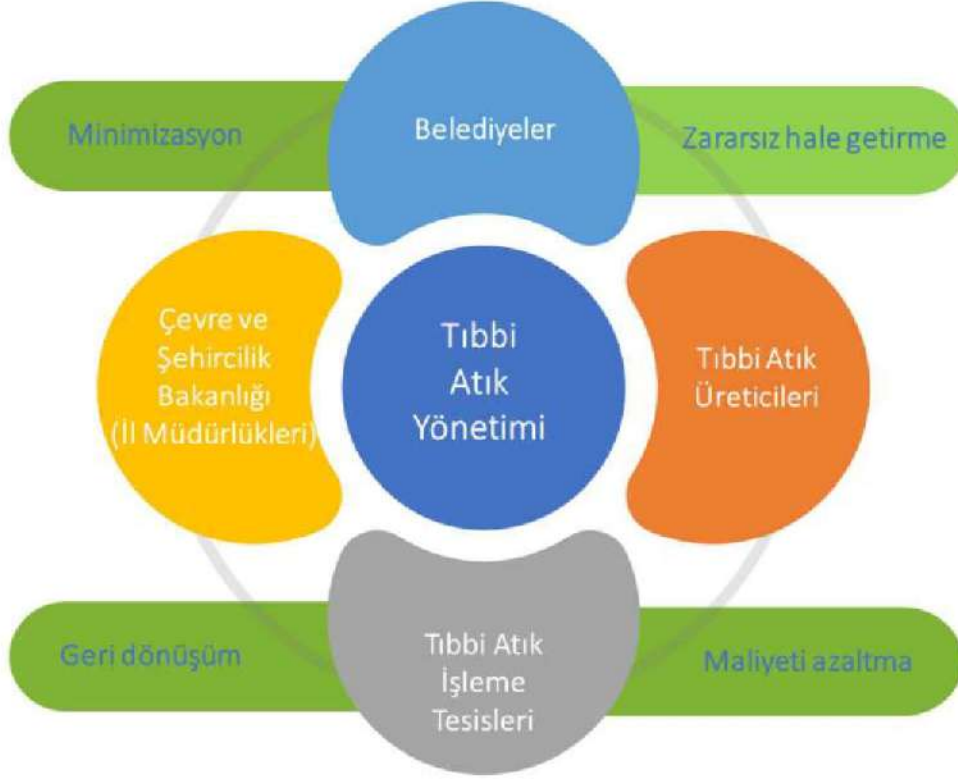 Belediyeler
Minimizasyon
Zararsız hale getirme
Çevre ve
Şehircilik
Bakanlığı
(İl Müdürlükleri)
Tıbbi
Atık
Yönetimi
Tıbbi Atık
Üreticileri
Geri dönüşüm
Tıbbi Atık
İşleme
Tesisleri
Maliyeti azaltma